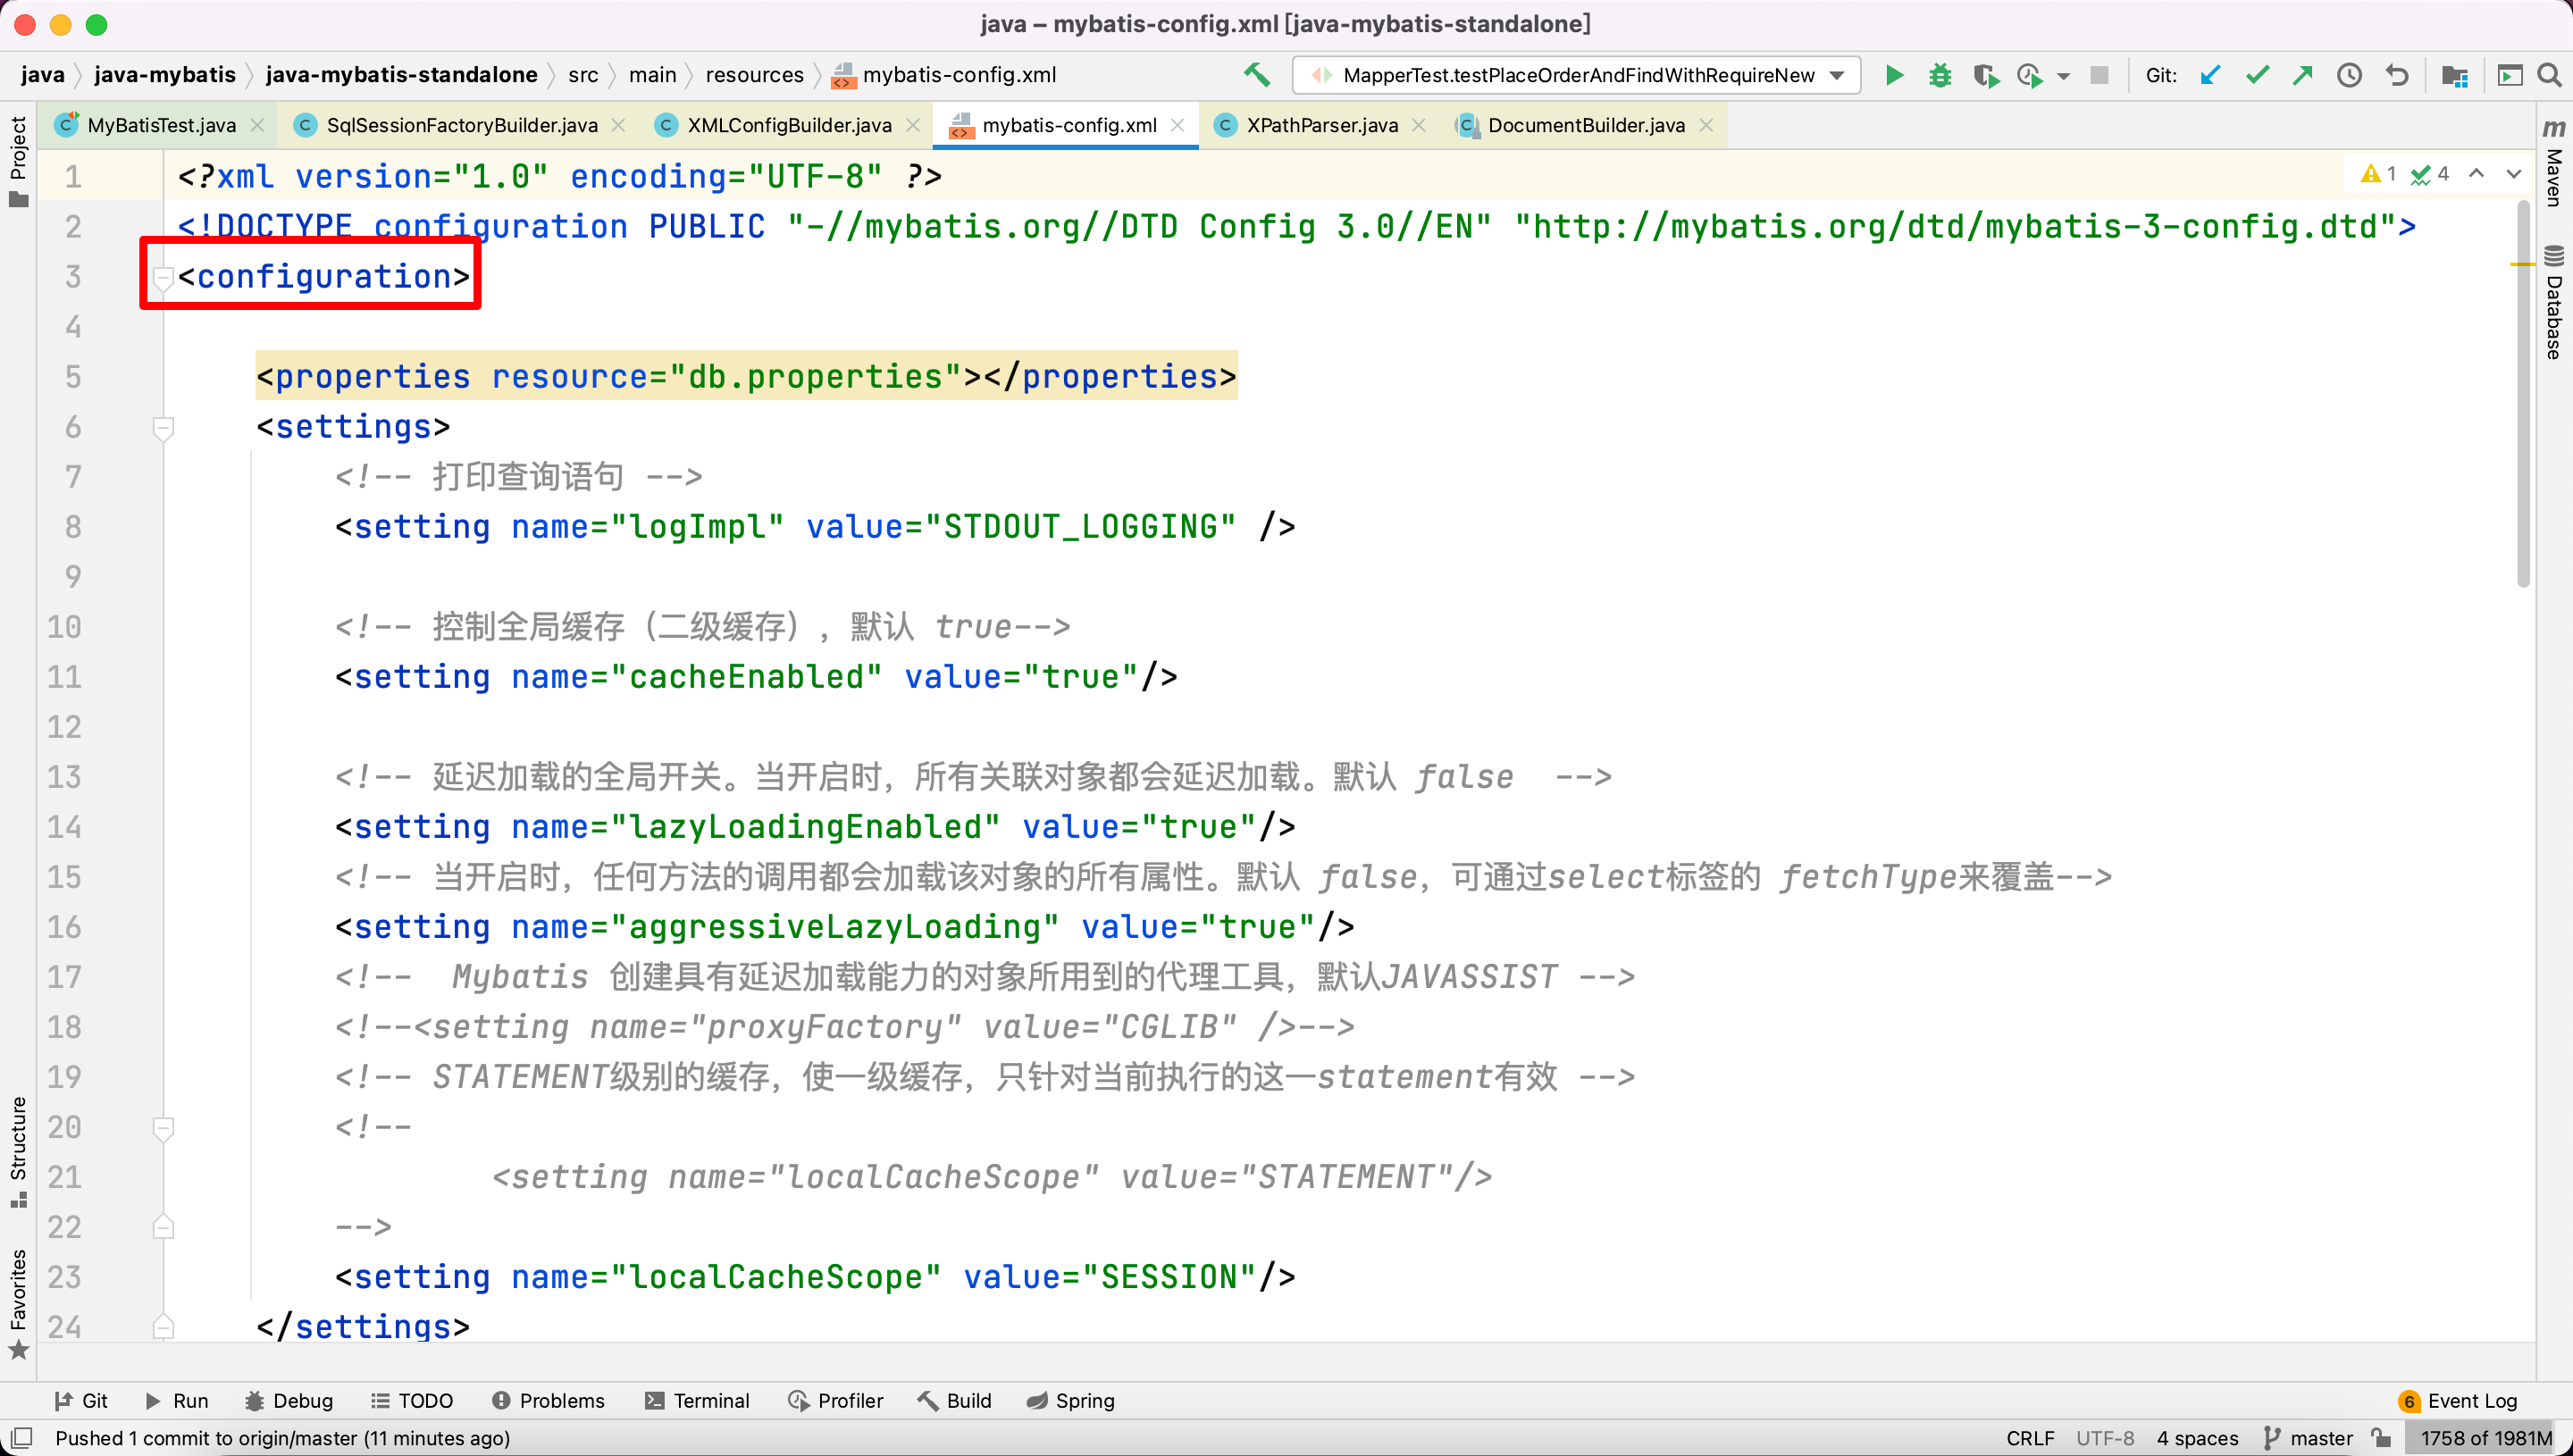 java – mybatis-config.xml [java-mybatis-standalone]
java java-mybatis java-mybatis-standalone src main resources mybatis-config.xml MapperTest.testPlaceOrderAndFindWithRequireNew Git:
MyBatisTest.java SqlSessionFactoryBuilder.java XMLConfigBuilder.java mybatis-config.xml XPathParser.java DocumentBuilder.java
Project
Structure
Favorites
Maven
Database
1 4
1 <?xml version="1.0" encoding="UTF-8" ?>
2 <!DOCTYPE configuration PUBLIC "-//mybatis.org//DTD Config 3.0//EN" "http://mybatis.org/dtd/mybatis-3-config.dtd">
3 <configuration>
4
5 <properties resource="db.properties"></properties>
6 <settings>
7 <!-- 打印查询语句 -->
8 <setting name="logImpl" value="STDOUT_LOGGING" />
9
10 <!-- 控制全局缓存（二级缓存），默认 true-->
11 <setting name="cacheEnabled" value="true"/>
12
13 <!-- 延迟加载的全局开关。当开启时，所有关联对象都会延迟加载。默认 false  -->
14 <setting name="lazyLoadingEnabled" value="true"/>
15 <!-- 当开启时，任何方法的调用都会加载该对象的所有属性。默认 false，可通过select标签的 fetchType来覆盖-->
16 <setting name="aggressiveLazyLoading" value="true"/>
17 <!--  Mybatis 创建具有延迟加载能力的对象所用到的代理工具，默认JAVASSIST -->
18 <!--<setting name="proxyFactory" value="CGLIB" />-->
19 <!-- STATEMENT级别的缓存，使一级缓存，只针对当前执行的这一statement有效 -->
20 <!--
21 <setting name="localCacheScope" value="STATEMENT"/>
22 -->
23 <setting name="localCacheScope" value="SESSION"/>
24 </settings>
Git Run Debug TODO Problems Terminal Profiler Build Spring 6 Event Log
Pushed 1 commit to origin/master (11 minutes ago) CRLF UTF-8 4 spaces master 1758 of 1981M